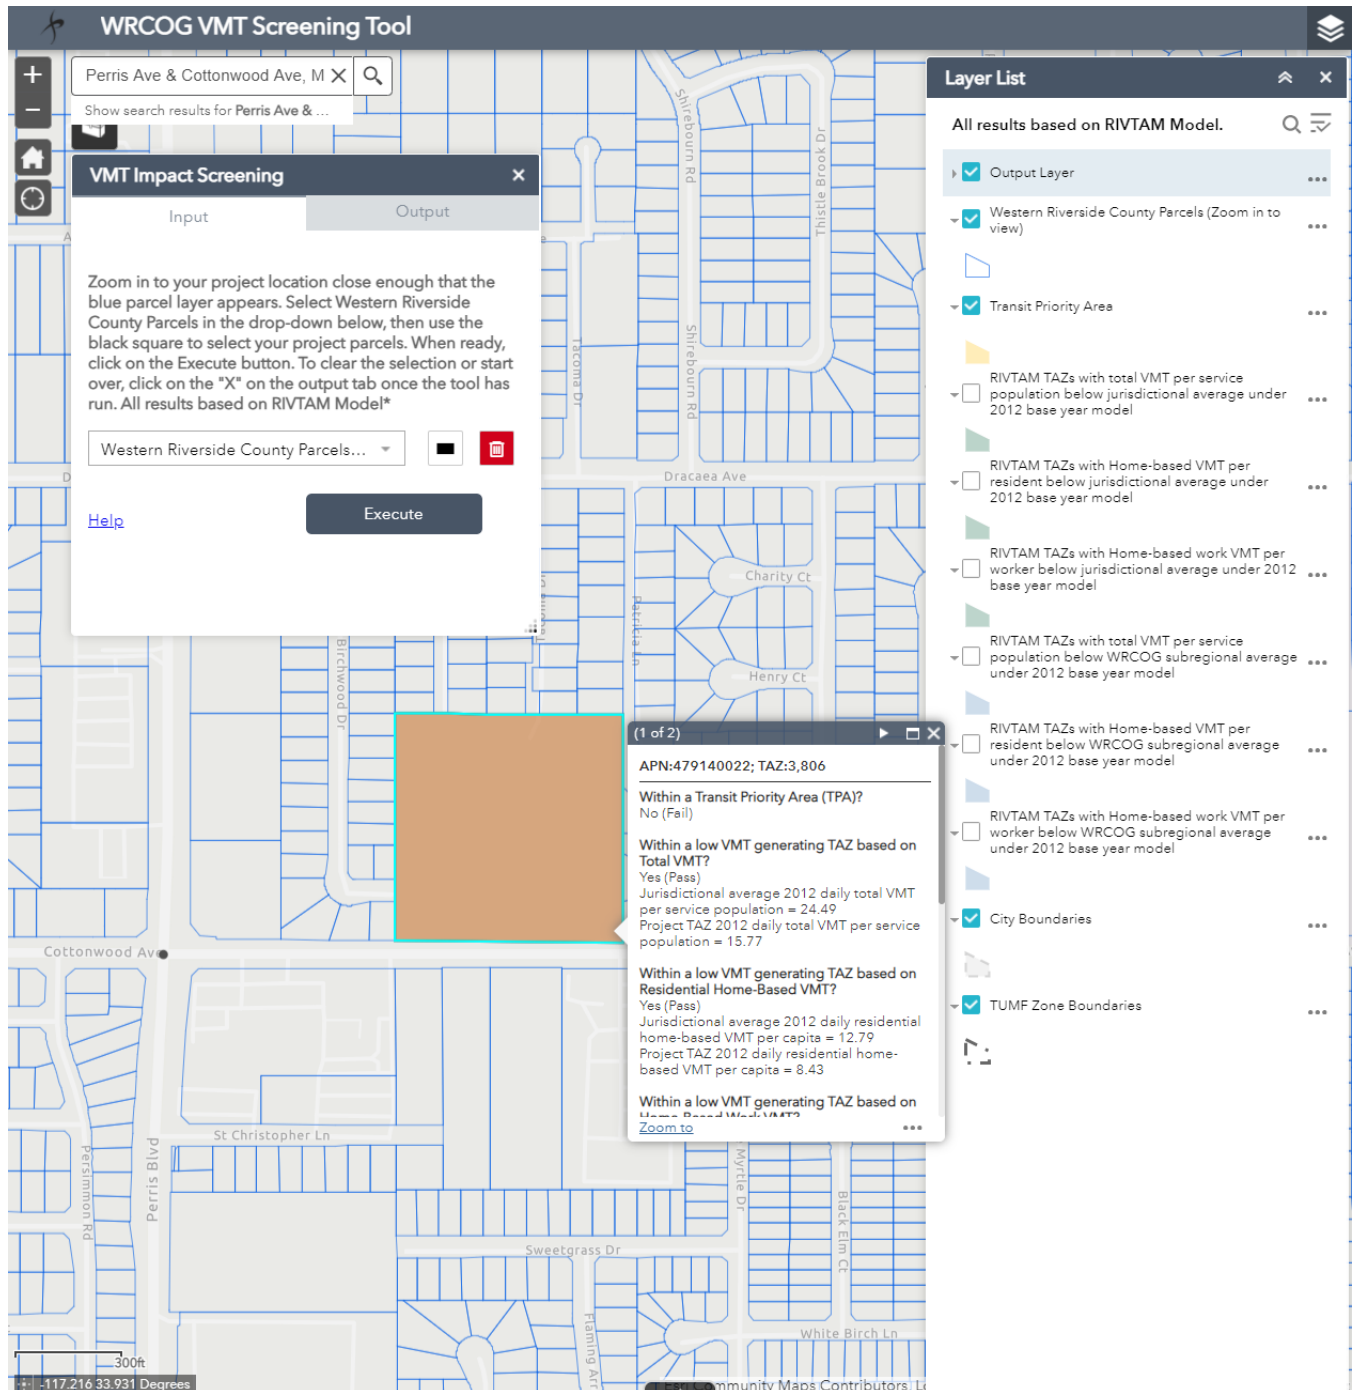 WRCOG VMT Screening Tool
Perris Ave & Cottonwood Ave, M
Show search results for Perris Ave & ...
VMT Impact Screening
Input
Output
Zoom in to your project location close enough that the
blue parcel layer appears. Select Western Riverside
County Parcels in the drop-down below, then use the
black square to select your project parcels. When ready,
click on the Execute button. To clear the selection or start
over, click on the "X" on the output tab once the tool has
run. All results based on RIVTAM Model*
Western Riverside County Parcels...
Help
Execute
Layer List
All results based on RIVTAM Model.
Output Layer
Western Riverside County Parcels (Zoom in to
view)
Transit Priority Area
RIVTAM TAZs with total VMT per service
population below jurisdictional average under
2012 base year model
RIVTAM TAZs with Home-based VMT per
resident below jurisdictional average under
2012 base year model
RIVTAM TAZs with Home-based work VMT per
worker below jurisdictional average under 2012
base year model
RIVTAM TAZs with total VMT per service
population below WRCOG subregional average
under 2012 base year model
RIVTAM TAZs with Home-based VMT per
resident below WRCOG subregional average
under 2012 base year model
RIVTAM TAZs with Home-based work VMT per
worker below WRCOG subregional average
under 2012 base year model
City Boundaries
TUMF Zone Boundaries
(1 of 2)
APN:479140022; TAZ:3,806
Within a Transit Priority Area (TPA)?
No (Fail)
Within a low VMT generating TAZ based on
Total VMT?
Yes (Pass)
Jurisdictional average 2012 daily total VMT
per service population = 24.49
Project TAZ 2012 daily total VMT per service
population = 15.77
Within a low VMT generating TAZ based on
Residential Home-Based VMT?
Yes (Pass)
Jurisdictional average 2012 daily residential
home-based VMT per capita = 12.79
Project TAZ 2012 daily residential home-
based VMT per capita = 8.43
Within a low VMT generating TAZ based on
Home-Based Work VMT?
Zoom to
Shirebourn Rd
Thistle Brook Dr
Shirebourn Rd
Tacoma Dr
Dracaea Ave
Charity Ct
Patricia Ln
Henry Ct
Birchwood Dr
Cottonwood Ave
St Christopher Ln
Persimmon Rd
Perris Blvd
Myrtle Dr
Black Elm Ct
Sweetgrass Dr
Flaming Arr
White Birch Ln
300ft
-117.216 33.931 Degrees
Community Maps Contributors